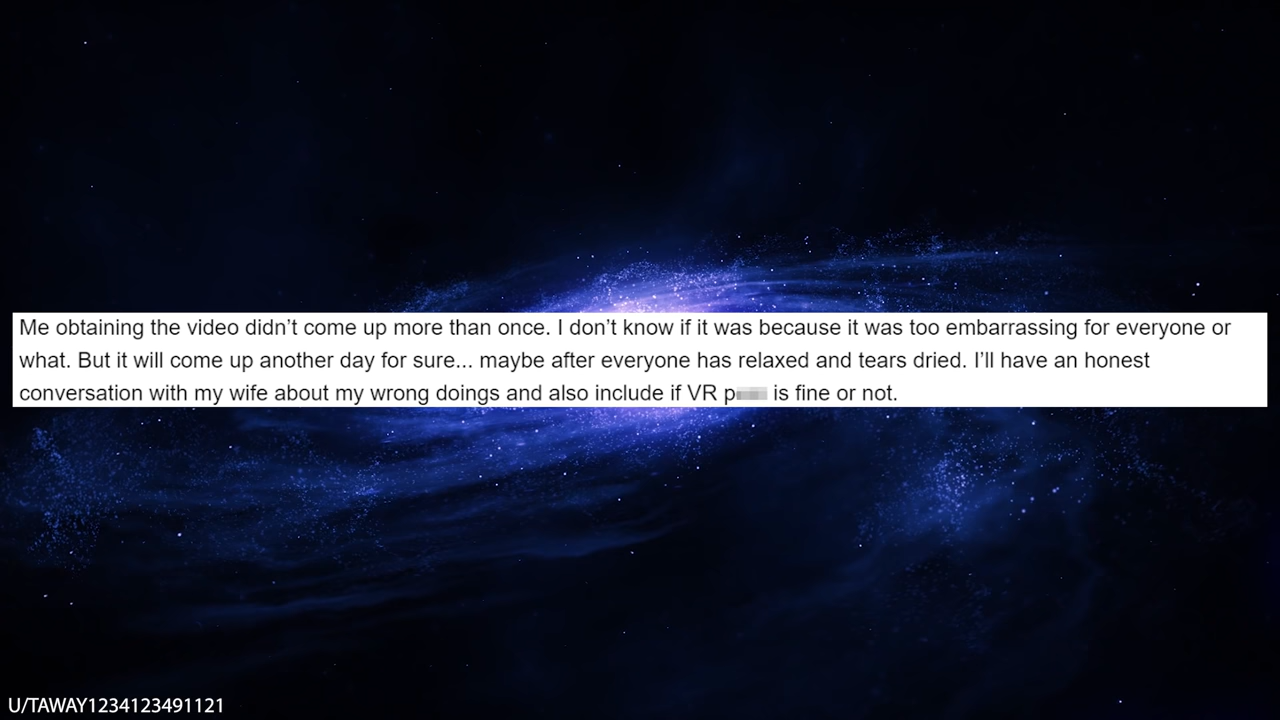 Me obtaining the video didn’t come up more than once. I don’t know if it was because it was too embarrassing for everyone or
what. But it will come up another day for sure... maybe after everyone has relaxed and tears dried. I’ll have an honest
conversation with my wife about my wrong doings and also include if VR p is fine or not.
U/TAWAY1234123491121